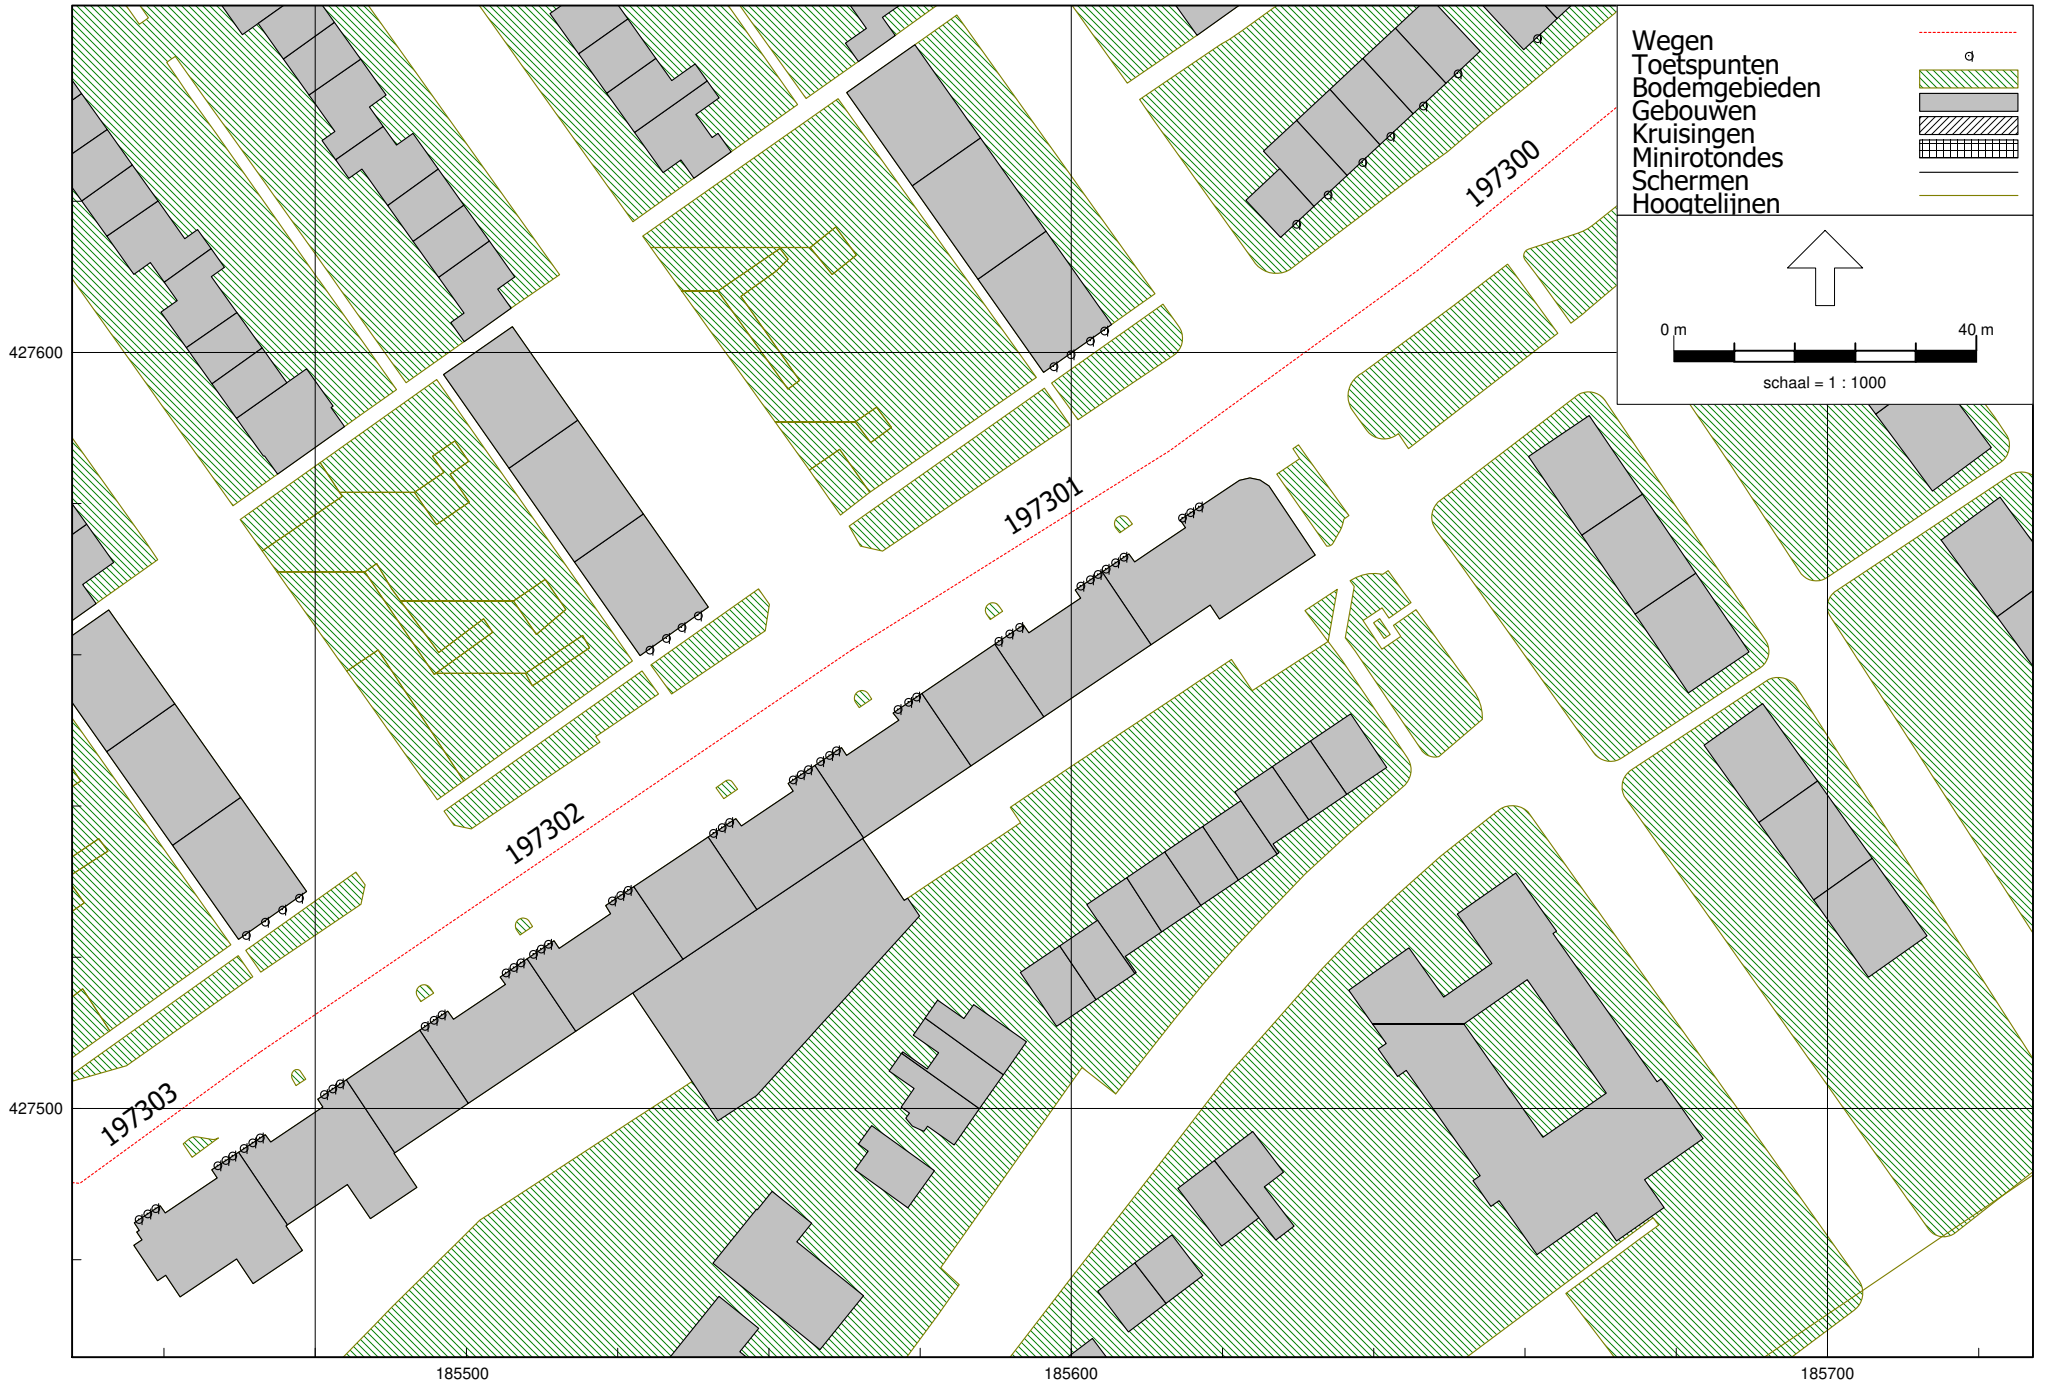 Wegen
Toetspunten
Bodemgebieden
Gebouwen
Kruisingen
Minirotondes
Schermen
Hoogtelijnen
197300
0 m 40 m
schaal = 1 : 1000
427600
197301
197302
197303
427500
185500 185600 185700